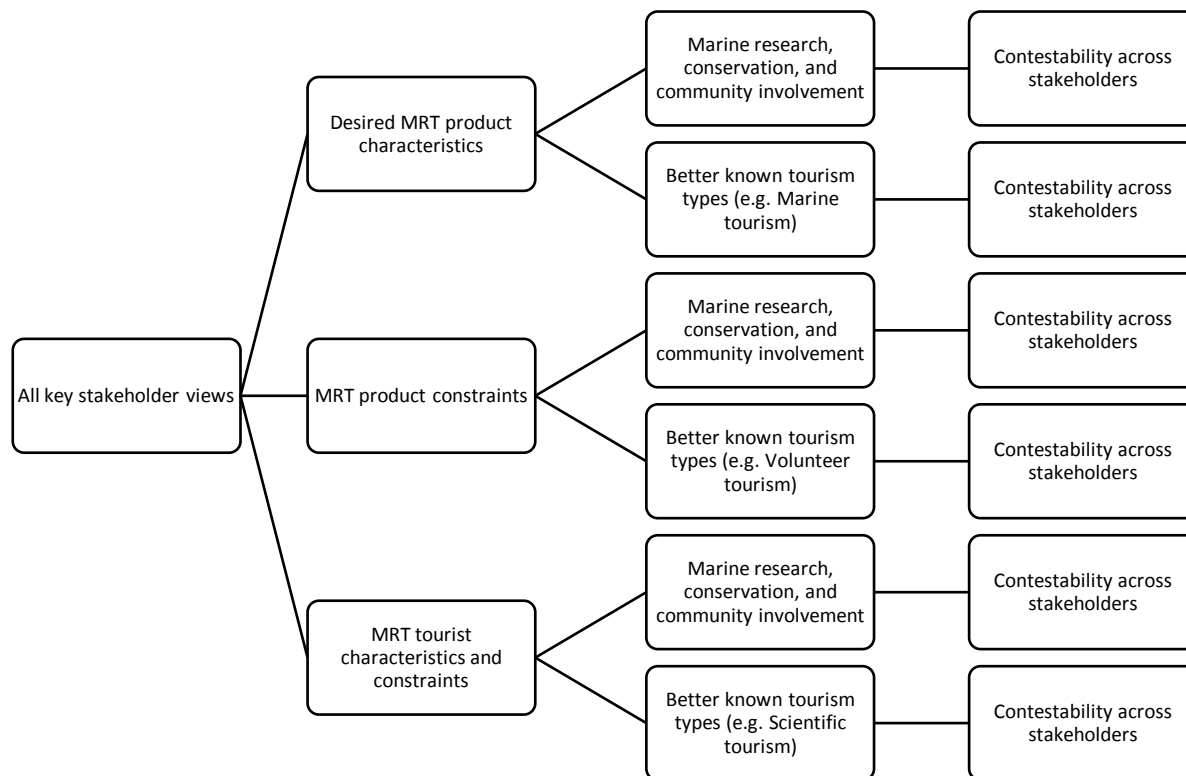 Marine research,
conservation, and
community involvement
Contestability across
stakeholders
Desired MRT product
characteristics
Better known tourism
types (e.g. Marine
tourism)
Contestability across
stakeholders
Marine research,
conservation, and
community involvement
Contestability across
stakeholders
All key stakeholder views
MRT product constraints
Better known tourism
types (e.g. Volunteer
tourism)
Contestability across
stakeholders
Marine research,
conservation, and
community involvement
Contestability across
stakeholders
MRT tourist
characteristics and
constraints
Better known tourism
types (e.g. Scientific
tourism)
Contestability across
stakeholders